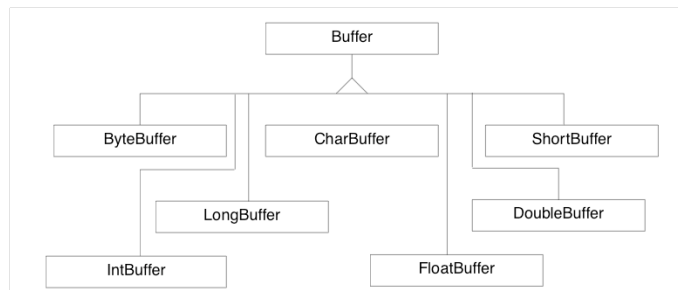 Buffer
ByteBuffer
CharBuffer
ShortBuffer
LongBuffer
DoubleBuffer
IntBuffer
FloatBuffer